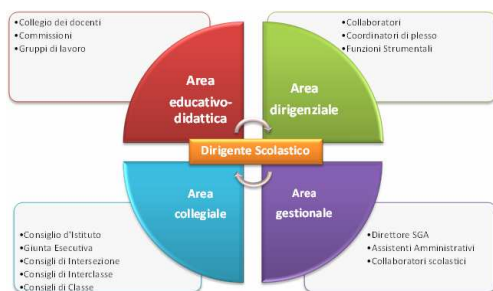 •Collegio dei docenti
•Commissioni
•Gruppi di lavoro
•Collaboratori
•Coordinatori di plesso
•Funzioni Strumentali
Area
educativo-
didattica
Area
dirigenziale
Dirigente Scolastico
Area
collegiale
Area
gestionale
•Consiglio d'Istituto
•Giunta Esecutiva
•Consigli di Intersezione
•Consigli di Interclasse
•Consigli di Classe
•Direttore SGA
•Assistenti Amministrativi
•Collaboratori scolastici